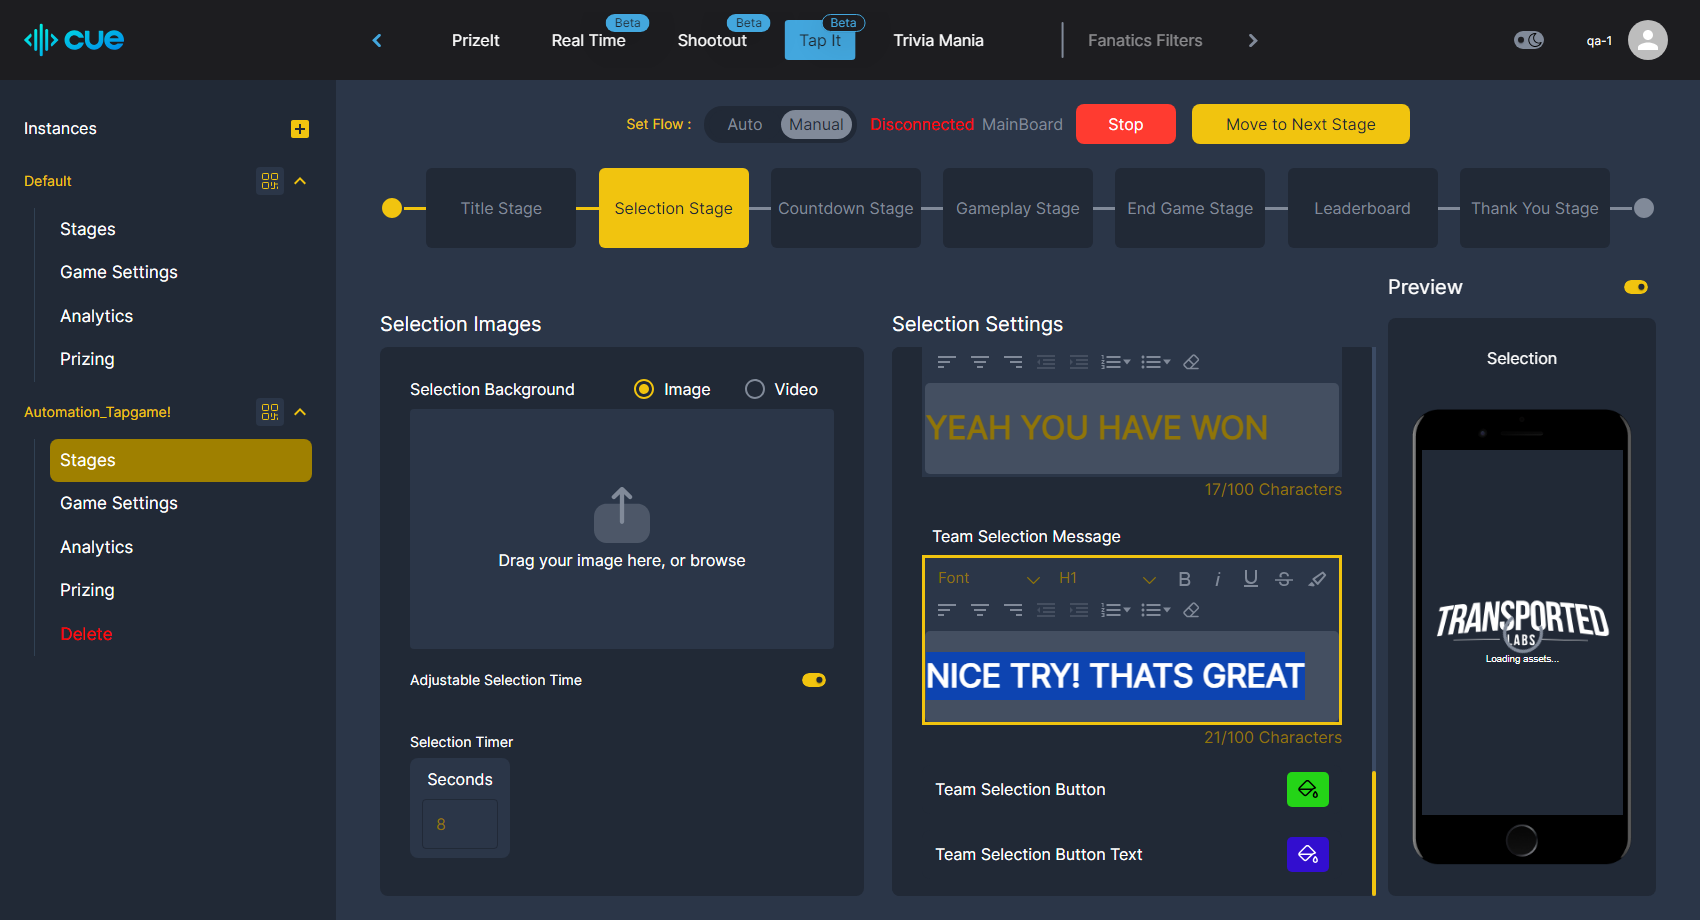 cue
PrizeIt
Real Time
Beta
Shootout
Beta
Tap It
Beta
Trivia Mania
Fanatics Filters
qa-1
Instances
Default
Stages
Game Settings
Analytics
Prizing
Automation_Tapgame!
Stages
Game Settings
Analytics
Prizing
Delete
Set Flow :
Auto
Manual
Disconnected
MainBoard
Stop
Move to Next Stage
Title Stage
Selection Stage
Countdown Stage
Gameplay Stage
End Game Stage
Leaderboard
Thank You Stage
Selection Images
Selection Background
Image
Video
Drag your image here, or browse
Adjustable Selection Time
Selection Timer
Seconds
8
Selection Settings
YEAH YOU HAVE WON
17/100 Characters
Team Selection Message
Font
H1
B
i
U
S
NICE TRY! THATS GREAT
21/100 Characters
Team Selection Button
Team Selection Button Text
Preview
Selection
TRANSPORTED
LABS
Loading assets...